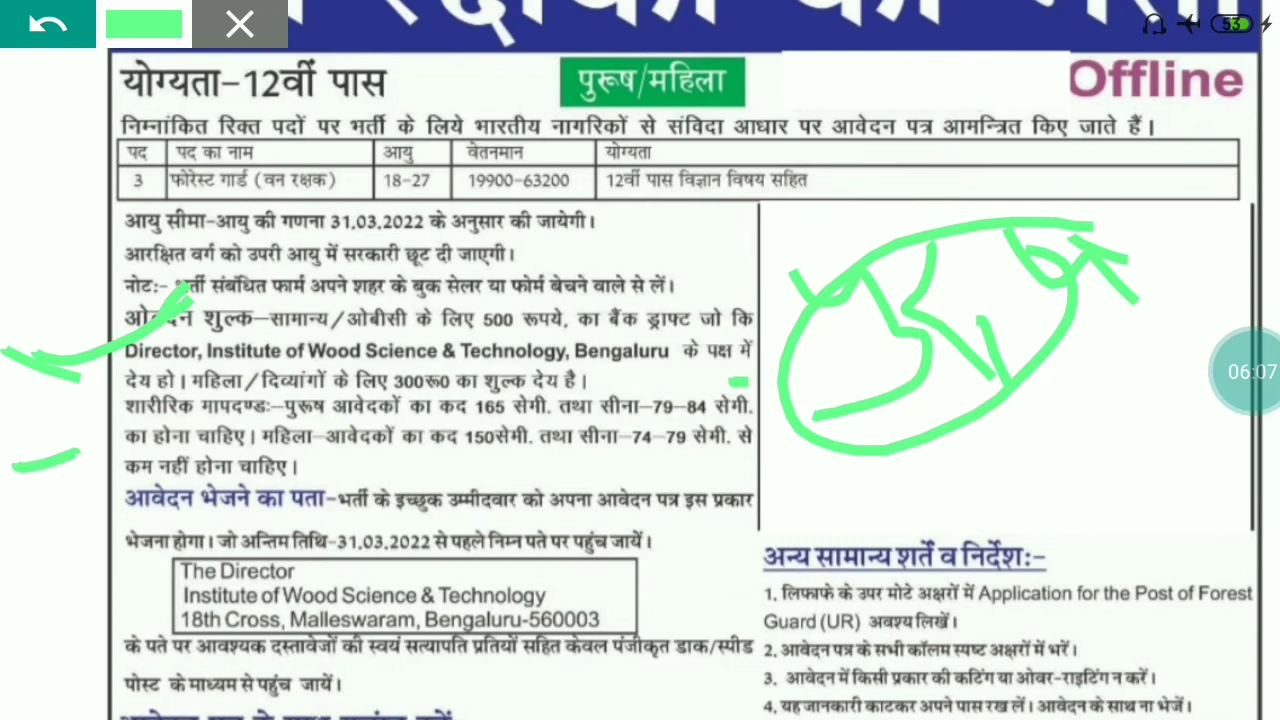 53
योग्यता-12वीं पास
पुरूष/महिला
Offline
निम्नांकित रिक्त पदों पर भर्ती के लिये भारतीय नागरिकों से संविदा आधार पर आवेदन पत्र आमन्त्रित किए जाते हैं।
पद पद का नाम आयु वेतनमान योग्यता
3 फोरेस्ट गार्ड (वन रक्षक) 18-27 19900-63200 12वीं पास विज्ञान विषय सहित
आयु सीमा-आयु की गणना 31.03.2022 के अनुसार की जायेगी।
आरक्षित वर्ग को उपरी आयु में सरकारी छूट दी जाएगी।
नोट:- भर्ती संबंधित फार्म अपने शहर के बुक सेलर या फोर्म बेचने वाले से लें।
शुल्क-सामान्य/ओबीसी के लिए 500 रूपये, का बैंक ड्राफ्ट जो कि
Director, Institute of Wood Science & Technology, Bengaluru के पक्ष में
देय हो। महिला/दिव्यांगों के लिए 300रू0 का शुल्क देय है।
शारीरिक मापदण्डः-पुरूष आवेदकों का कद 165 सेमी. तथा सीना-79-84 सेमी.
का होना चाहिए। महिला-आवेदकों का कद 150सेमी. तथा सीना-74-79 सेमी. से
कम नहीं होना चाहिए।
आवेदन भेजने का पता-भर्ती के इच्छुक उम्मीदवार को अपना आवेदन पत्र इस प्रकार
भेजना होगा। जो अन्तिम तिथि-31.03.2022 से पहले निम्न पते पर पहुंच जायें।
The Director
Institute of Wood Science & Technology
18th Cross, Malleswaram, Bengaluru-560003
के पते पर आवश्यक दस्तावेजों की स्वयं सत्यापति प्रतियों सहित केवल पंजीकृत डाक/स्पीड
पोस्ट के माध्यम से पहुंच जायें।
06:07
अन्य सामान्य शर्तें व निर्देश:-
1. लिफाफे के उपर मोटे अक्षरों में Application for the Post of Forest
Guard (UR) अवश्य लिखें।
2. आवेदन पत्र के सभी कॉलम स्पष्ट अक्षरों में भरें।
3. आवेदन में किसी प्रकार की कटिंग या ओवर-राइटिंग न करें।
4. यह जानकारी काटकर अपने पास रख लें। आवेदन के साथ ना भेजें।